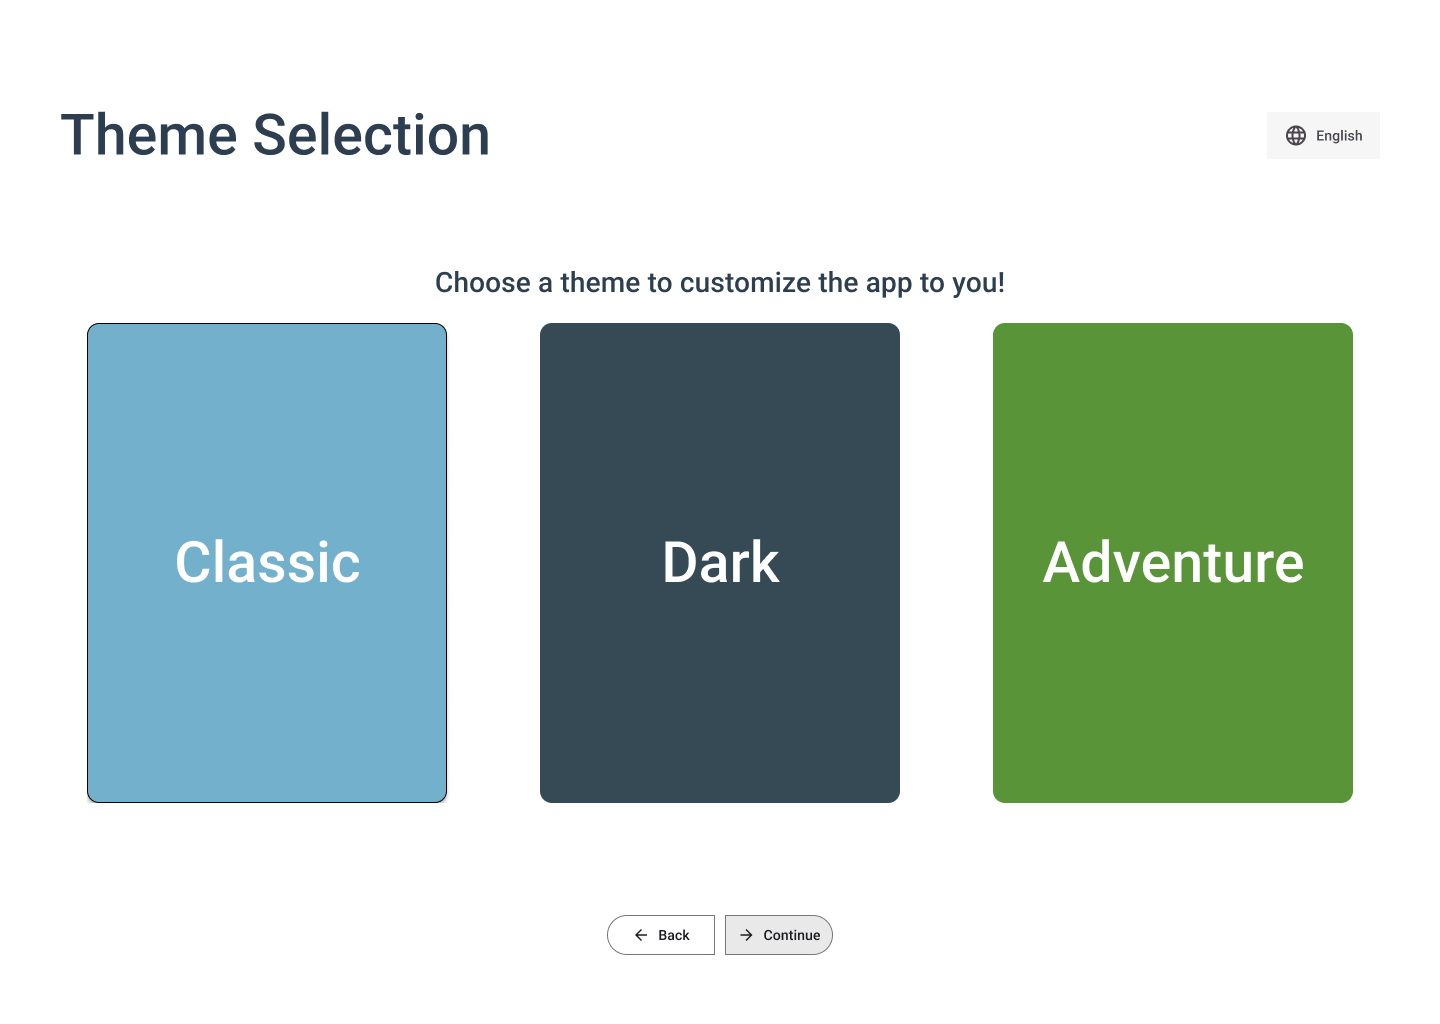 Theme Selection
English
Choose a theme to customize the app to you!
Classic
Dark
Adventure
Back
Continue